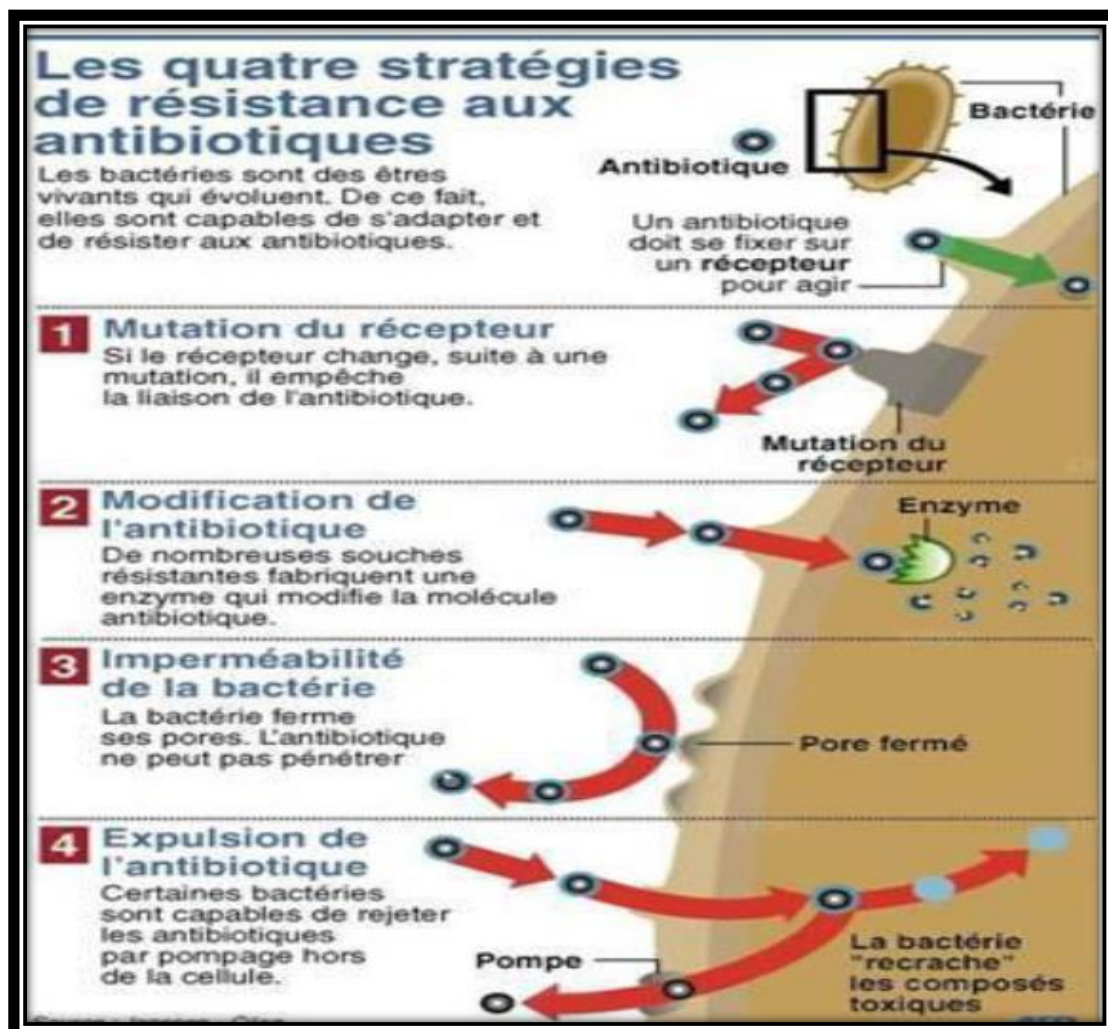 Les quatre stratégies
de résistance aux
antibiotiques
Les bactéries sont des êtres
vivants qui évoluent. De ce fait,
elles sont capables de s'adapter et
de résister aux antibiotiques.
Bactérie
Antibiotique
Un antibiotique
doit se fixer sur
un récepteur
pour agir
1 Mutation du récepteur
Si le récepteur change, suite à une
mutation, il empêche
la liaison de l'antibiotique.
Mutation du
récepteur
2 Modification de
l'antibiotique
De nombreuses souches
résistantes fabriquent une
enzyme qui modifie la molécule
antibiotique.
Enzyme
3 Imperméabilité
de la bactérie
La bactérie ferme
ses pores. L'antibiotique
ne peut pas pénétrer
Pore fermé
4 Expulsion de
l'antibiotique
Certaines bactéries
sont capables de rejeter
les antibiotiques
par pompage hors
de la cellule.
Pompe
La bactérie
"recrache"
les composés
toxiques